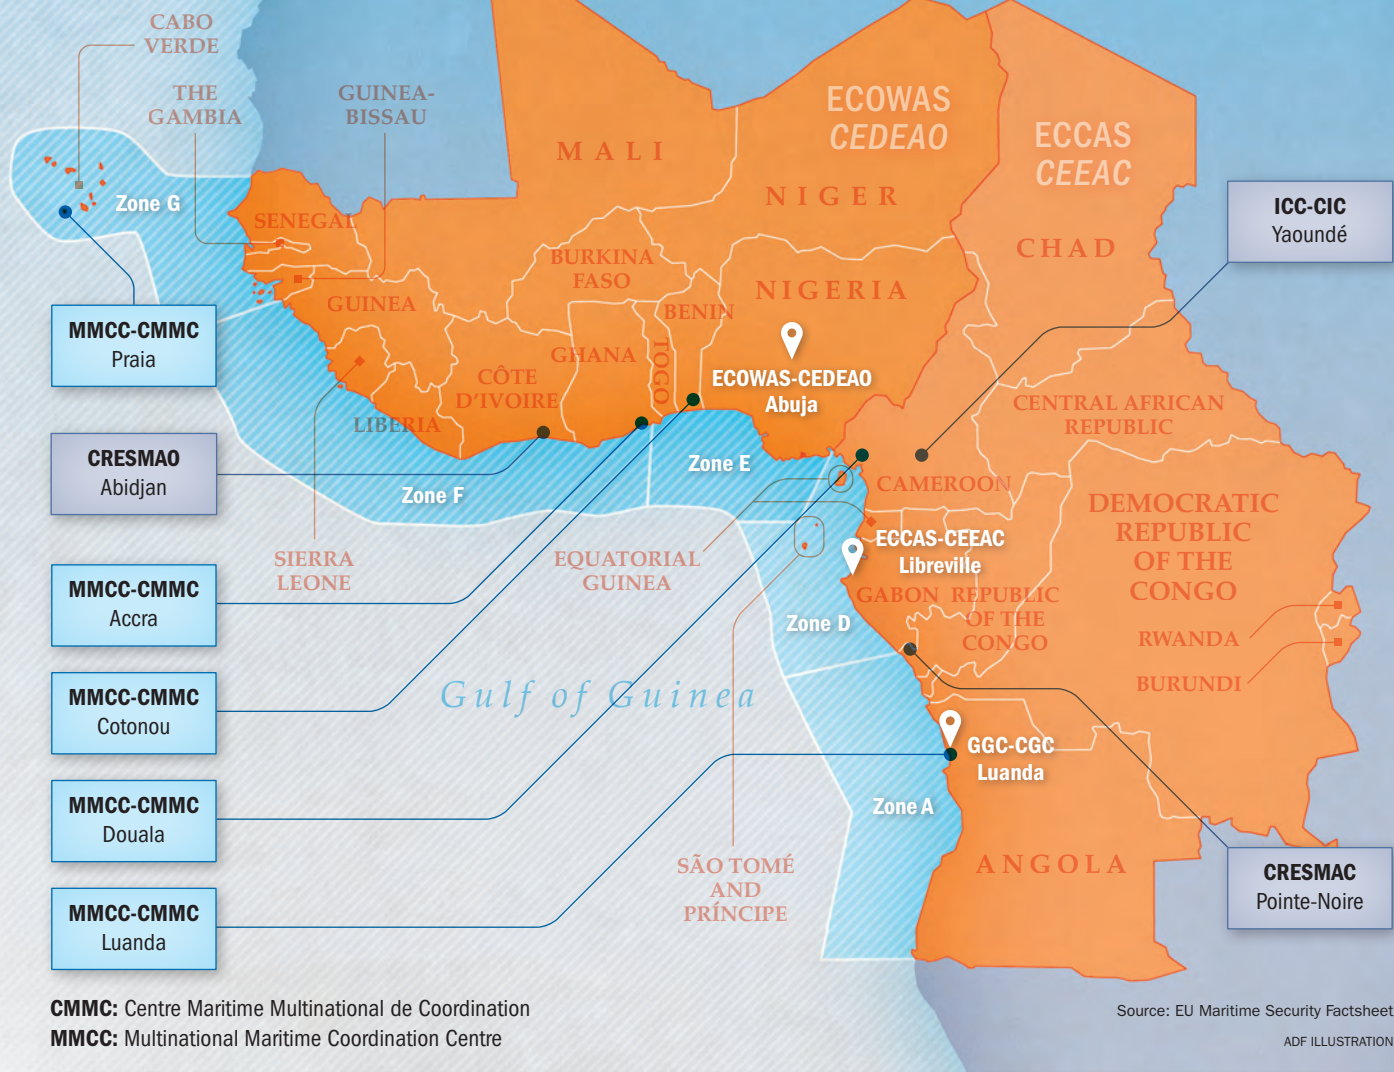 CABO
VERDE
THE
GAMBIA
GUINEA-
BISSAU
MALI
ECOWAS
CEDEAO
NIGER
ECCAS
CEEAC
CHAD
ICC-CIC
Yaoundé
Zone G
SENEGAL
GUINEA
BURKINA
FASO
BENIN
NIGERIA
GHANA
TOGO
CÔTE
D'IVOIRE
LIBERIA
ECOWAS-CEDEAO
Abuja
CENTRAL AFRICAN
REPUBLIC
CAMEROON
DEMOCRATIC
REPUBLIC
OF THE
CONGO
MMCC-CMMC
Praia
CRESMAO
Abidjan
Zone E
Zone F
SIERRA
LEONE
EQUATORIAL
GUINEA
ECCAS-CEEAC
Libreville
GABON
REPUBLIC
OF THE
CONGO
RWANDA
BURUNDI
MMCC-CMMC
Accra
Zone D
MMCC-CMMC
Cotonou
Gulf of Guinea
GGC-CGC
Luanda
MMCC-CMMC
Douala
Zone A
SÃO TOMÉ
AND
PRÍNCIPE
ANGOLA
CRESMAC
Pointe-Noire
MMCC-CMMC
Luanda
CMMC: Centre Maritime Multinational de Coordination
MMCC: Multinational Maritime Coordination Centre
Source: EU Maritime Security Factsheet
ADF ILLUSTRATION